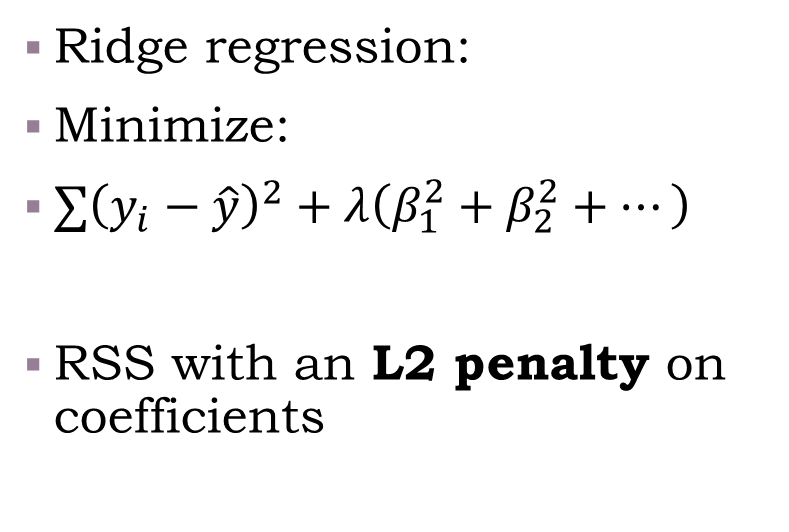 ▪ Ridge regression:
▪ Minimize:
▪ ∑(yᵢ − ŷ)² + λ(β₁² + β₂² + ⋯ )
▪ RSS with an L2 penalty on
coefficients